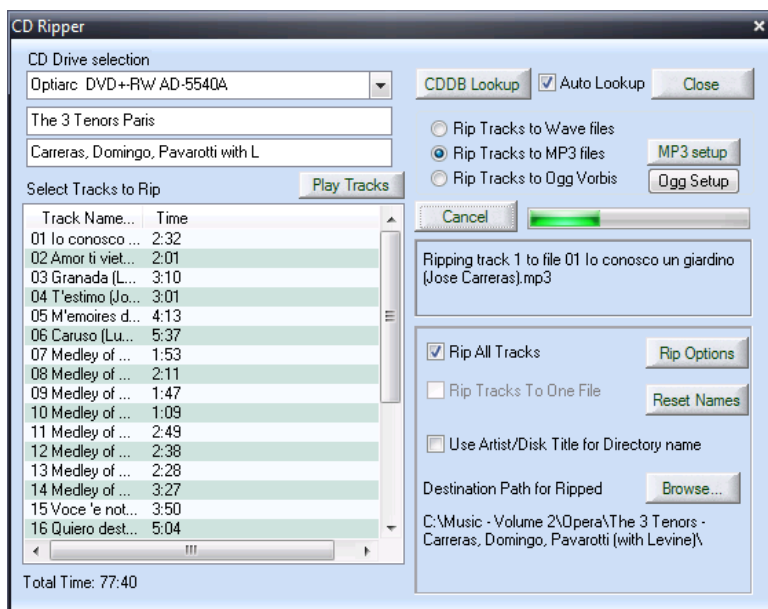 CD Ripper
CD Drive selection
Optiarc DVD+-RW AD-5540A
The 3 Tenors Paris
Carreras, Domingo, Pavarotti with L
Select Tracks to Rip
Play Tracks
Track Name... Time
01 Io conosco ... 2:32
02 Amor ti viet... 2:01
03 Granada (L... 3:10
04 T'estimo (Jo... 3:01
05 M'emoires d... 4:13
06 Caruso (Lu... 5:37
07 Medley of ... 1:53
08 Medley of ... 2:11
09 Medley of ... 1:47
10 Medley of ... 1:09
11 Medley of ... 2:49
12 Medley of ... 2:38
13 Medley of ... 2:28
14 Medley of ... 3:27
15 Voce 'e not... 3:50
16 Quiero dest... 5:04
Total Time: 77:40
CDDB Lookup
Auto Lookup
Close
Rip Tracks to Wave files
Rip Tracks to MP3 files
MP3 setup
Rip Tracks to Ogg Vorbis
Ogg Setup
Cancel
Ripping track 1 to file 01 Io conosco un giardino
(Jose Carreras).mp3
Rip All Tracks
Rip Options
Rip Tracks To One File
Reset Names
Use Artist/Disk Title for Directory name
Destination Path for Ripped
Browse...
C:\Music - Volume 2\Opera\The 3 Tenors -
Carreras, Domingo, Pavarotti (with Levine)\